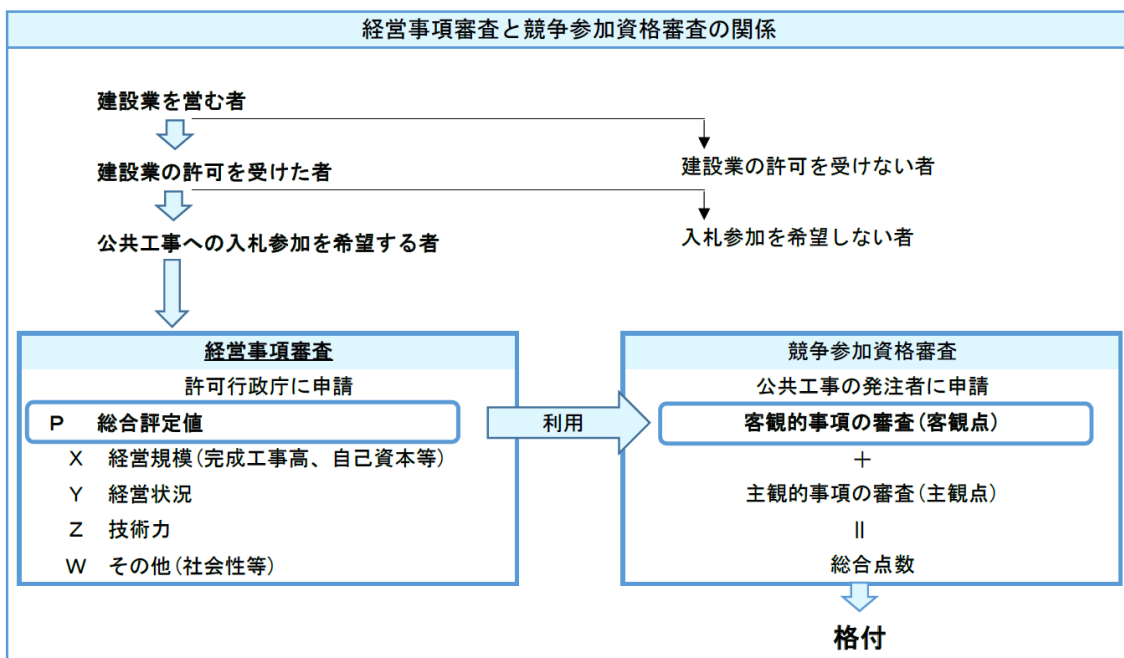 経営事項審査と競争参加資格審査の関係
建設業を営む者
建設業の許可を受けた者
建設業の許可を受けない者
公共工事への入札参加を希望する者
入札参加を希望しない者
経営事項審査
許可行政庁に申請
P 総合評定値
X 経営規模(完成工事高、自己資本等)
Y 経営状況
Z 技術力
W その他(社会性等)
利用
競争参加資格審査
公共工事の発注者に申請
客観的事項の審査(客観点)
+
主観的事項の審査(主観点)
||
総合点数
格付